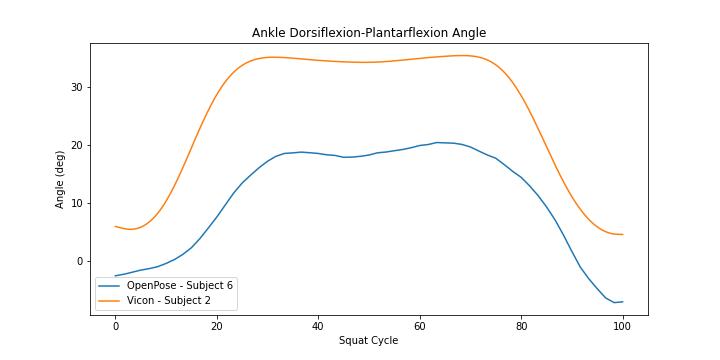 Ankle Dorsiflexion-Plantarflexion Angle
30
20
10
0
Angle (deg)
OpenPose - Subject 6
Vicon - Subject 2
0 20 40 60 80 100
Squat Cycle